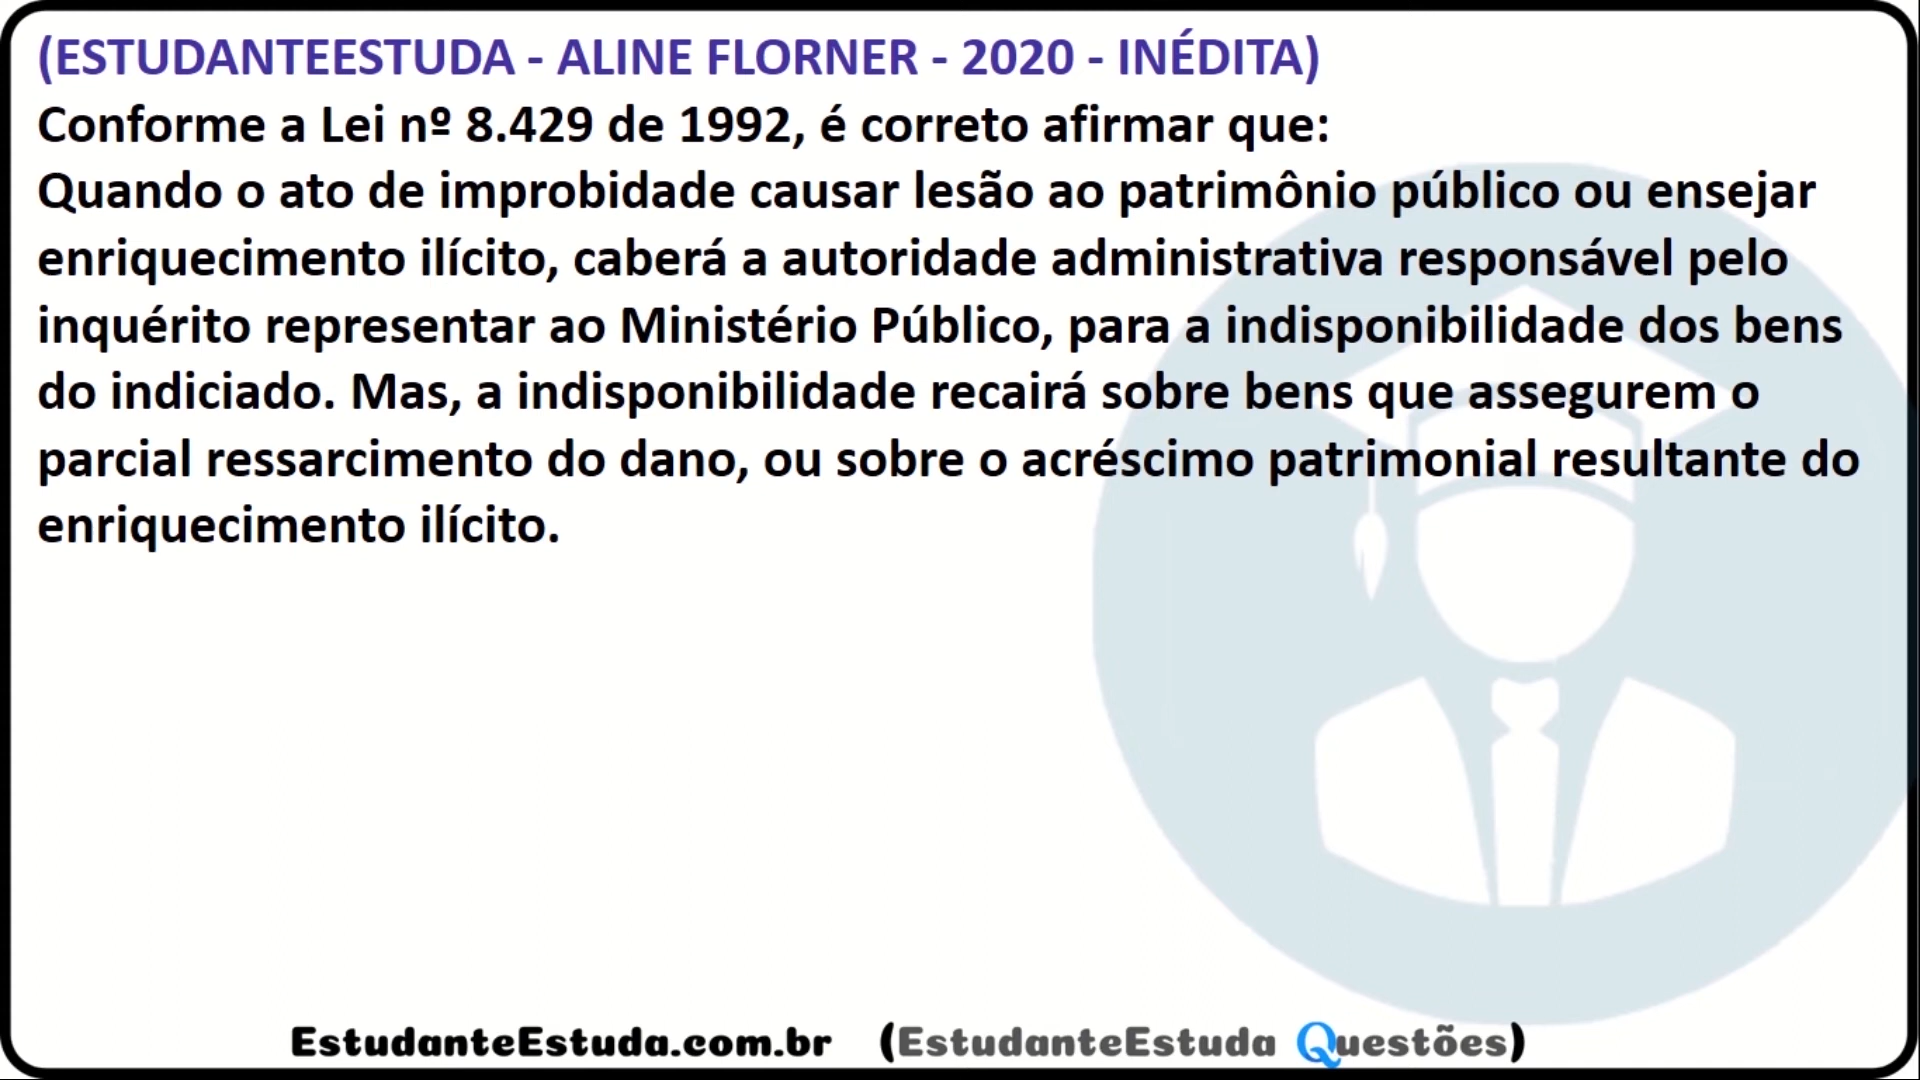 (ESTUDANTEESTUDA - ALINE FLORNER - 2020 - INÉDITA)
Conforme a Lei nº 8.429 de 1992, é correto afirmar que:
Quando o ato de improbidade causar lesão ao patrimônio público ou ensejar
enriquecimento ilícito, caberá a autoridade administrativa responsável pelo
inquérito representar ao Ministério Público, para a indisponibilidade dos bens
do indiciado. Mas, a indisponibilidade recairá sobre bens que assegurem o
parcial ressarcimento do dano, ou sobre o acréscimo patrimonial resultante do
enriquecimento ilícito.
EstudanteEstuda.com.br (EstudanteEstuda Questões)